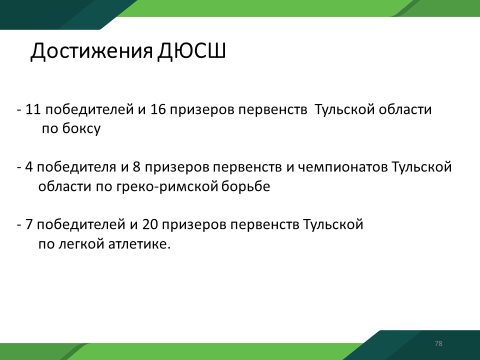 Достижения ДЮСШ
- 11 победителей и 16 призеров первенств Тульской области
по боксу
- 4 победителя и 8 призеров первенств и чемпионатов Тульской
области по греко-римской борьбе
- 7 победителей и 20 призеров первенств Тульской
по легкой атлетике.
78